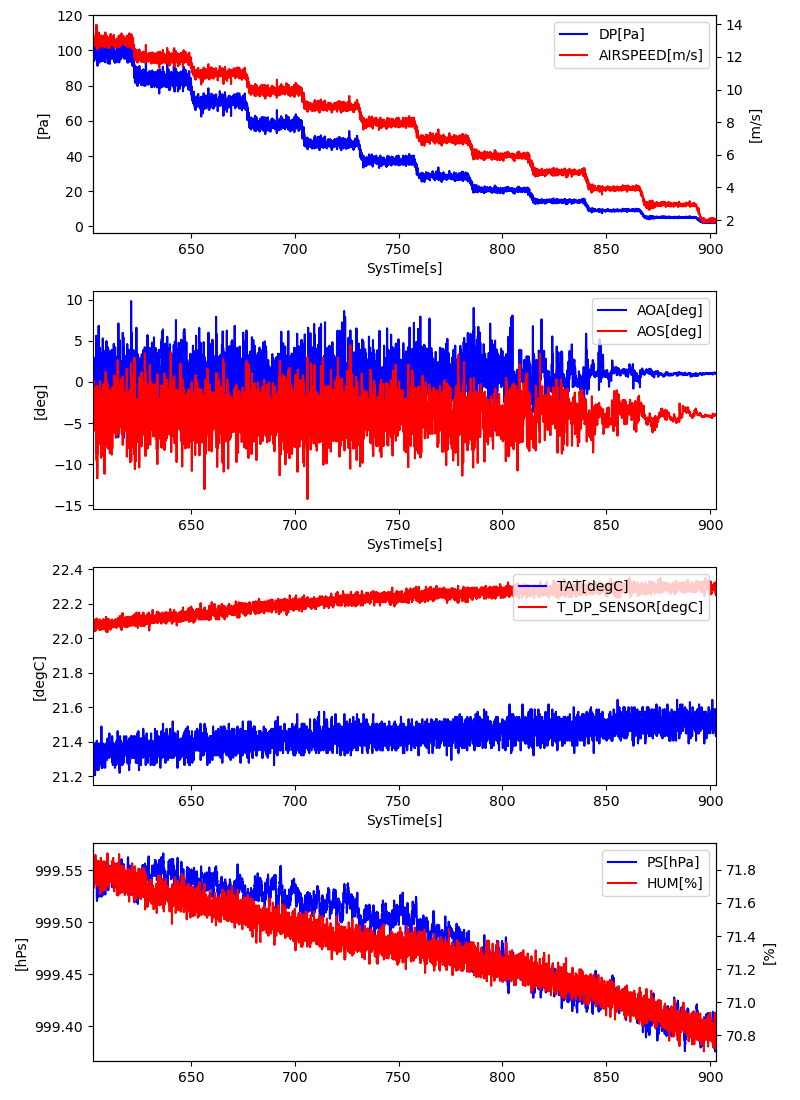 120
100
80
60
40
20
0
[Pa]
DP[Pa]
AIRSPEED[m/s]
14
12
10
8
6
4
2
[m/s]
650 700 750 800 850 900
SysTime[s]
10
5
0
−5
−10
−15
[deg]
AOA[deg]
AOS[deg]
650 700 750 800 850 900
SysTime[s]
22.4
22.2
22.0
21.8
21.6
21.4
21.2
[degC]
TAT[degC]
T_DP_SENSOR[degC]
650 700 750 800 850 900
SysTime[s]
999.55
999.50
999.45
999.40
[hPs]
PS[hPa]
HUM[%]
71.8
71.6
71.4
71.2
71.0
70.8
[%]
650 700 750 800 850 900